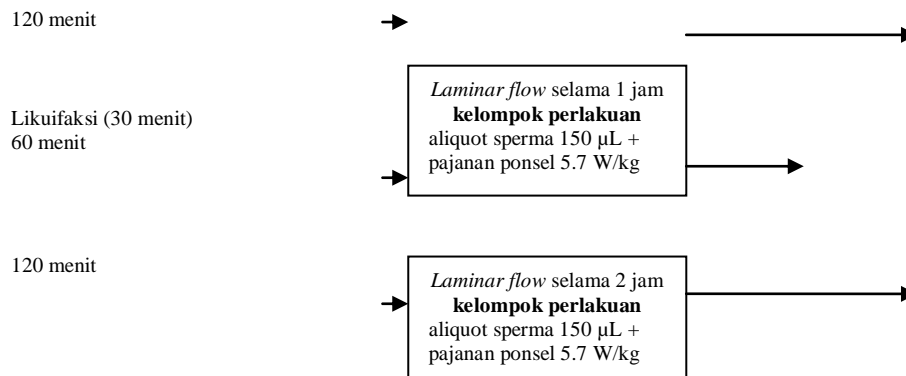 120 menit
Laminar flow selama 1 jam
kelompok perlakuan
aliquot sperma 150 µL +
pajanan ponsel 5.7 W/kg
Likuifaksi (30 menit)
60 menit
120 menit
Laminar flow selama 2 jam
kelompok perlakuan
aliquot sperma 150 µL +
pajanan ponsel 5.7 W/kg